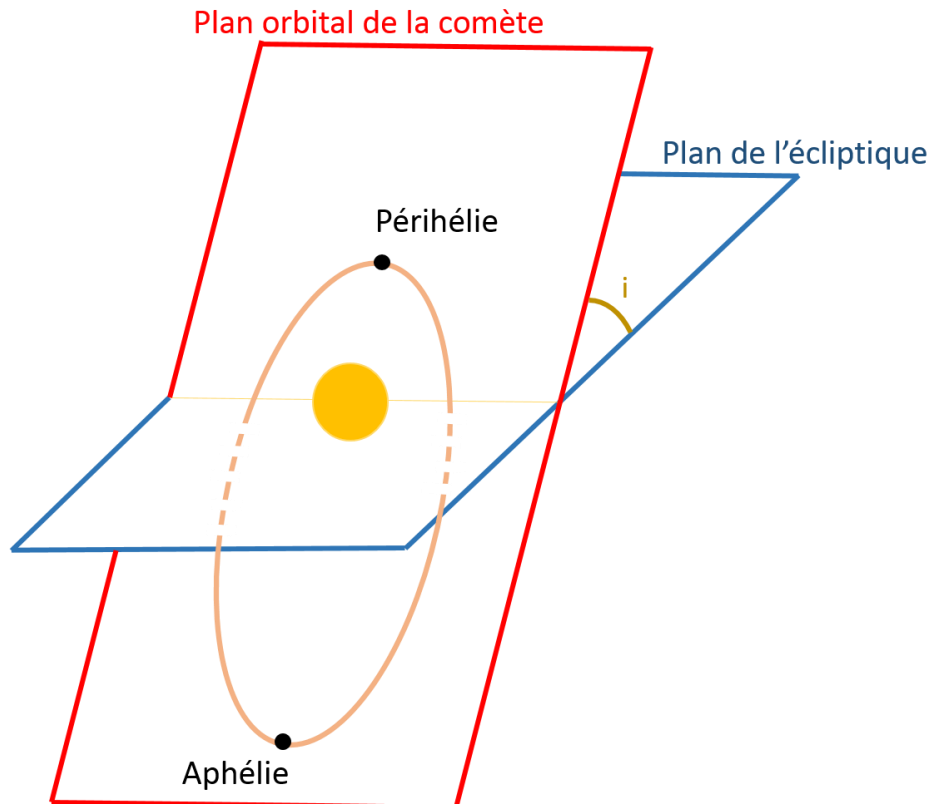 Plan orbital de la comète
Plan de l'écliptique
Périhélie
i
Aphélie